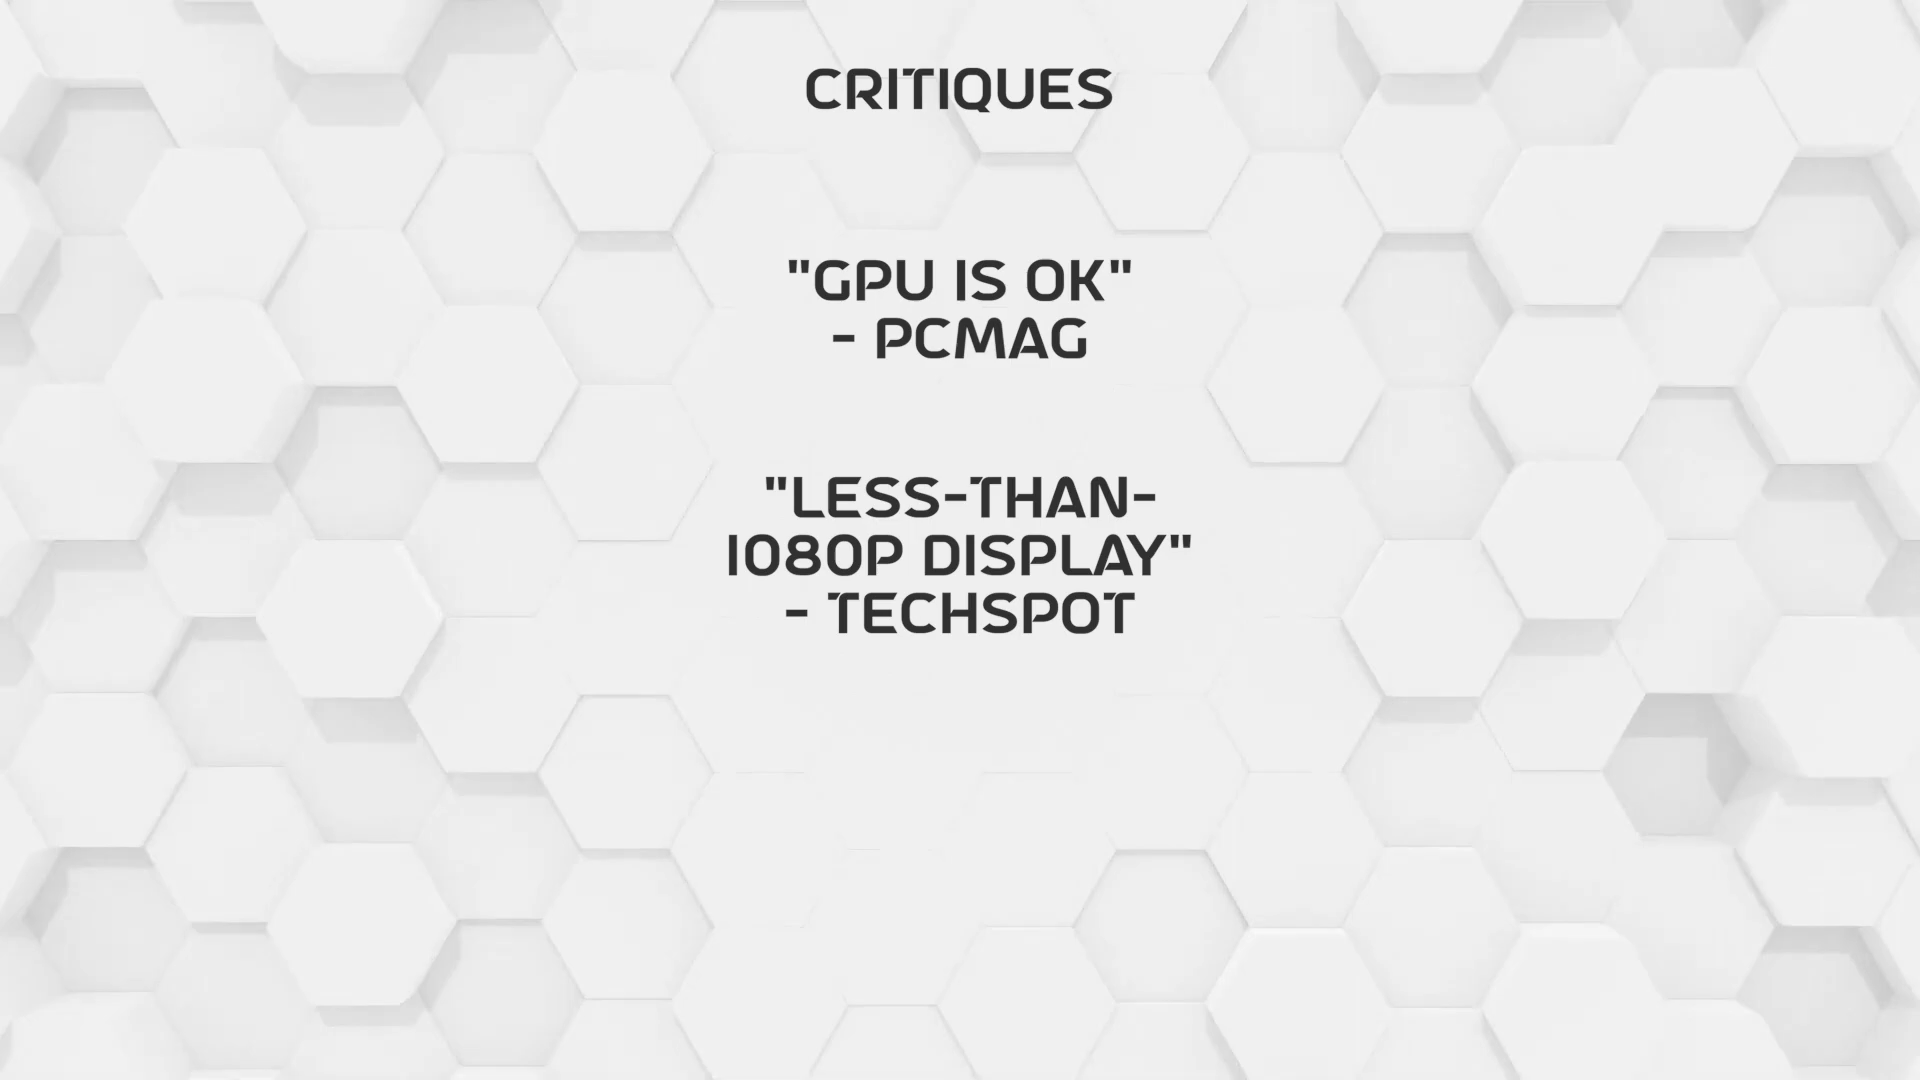 CRITIQUES
"GPU IS OK"
- PCMAG
"LESS-THAN-
1080P DISPLAY"
- TECHSPOT